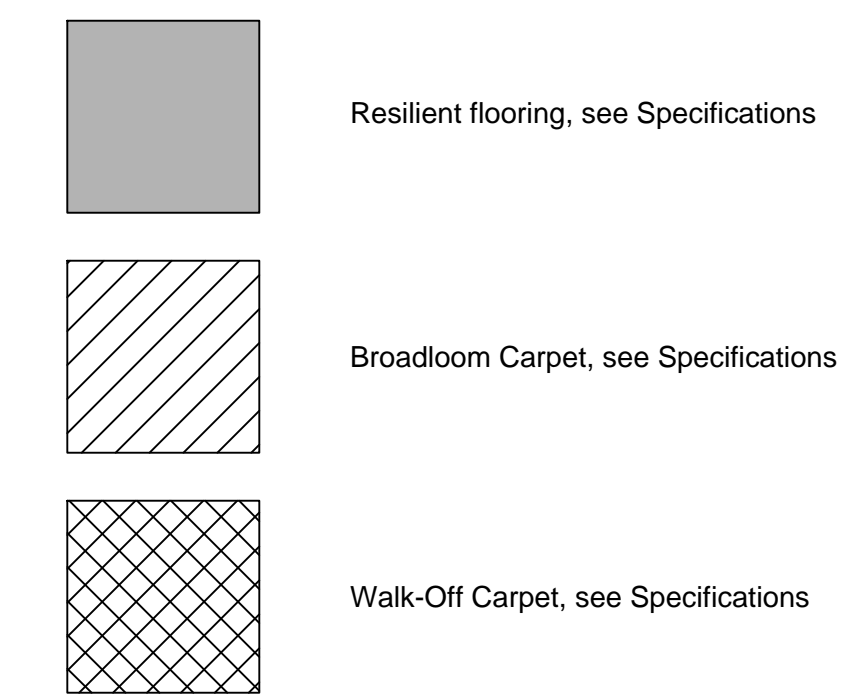 Resilient flooring, see Specifications
Broadloom Carpet, see Specifications
Walk-Off Carpet, see Specifications